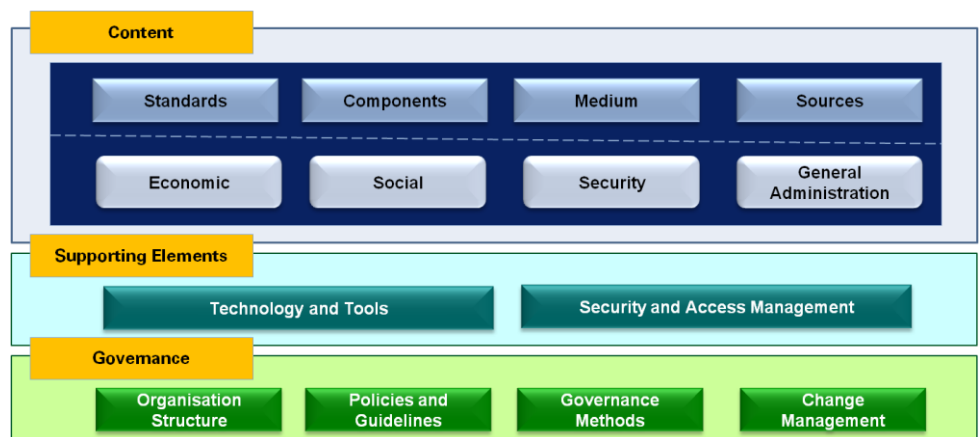 Content
Standards
Components
Medium
Sources
Economic
Social
Security
General
Administration
Supporting Elements
Technology and Tools
Security and Access Management
Governance
Organisation
Structure
Policies and
Guidelines
Governance
Methods
Change
Management